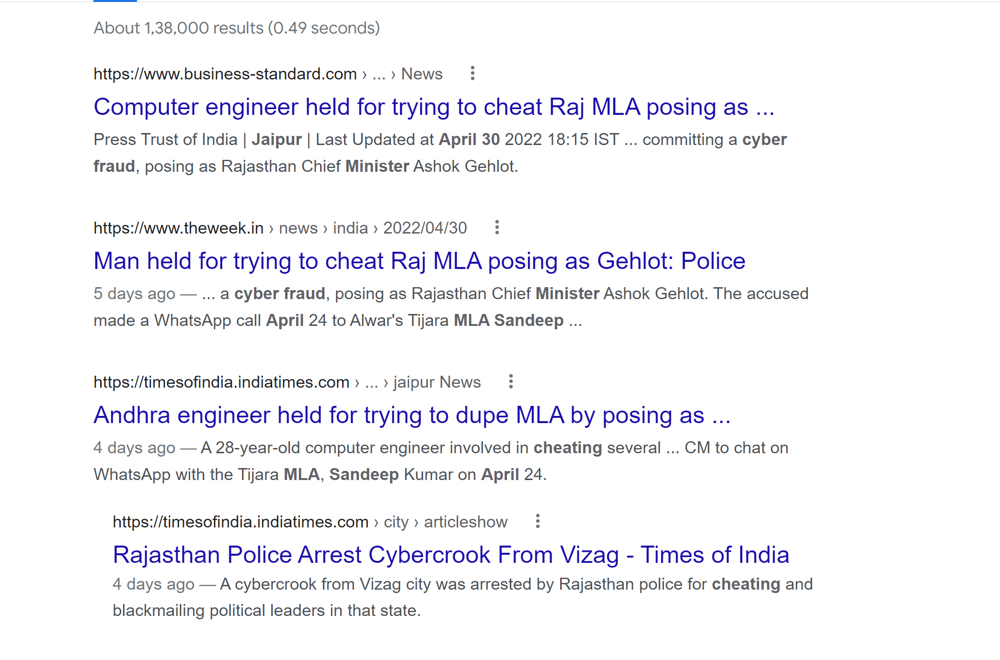 About 1,38,000 results (0.49 seconds)
https://www.business-standard.com › ... › News
Computer engineer held for trying to cheat Raj MLA posing as ...
Press Trust of India | Jaipur | Last Updated at April 30 2022 18:15 IST ... committing a cyber
fraud, posing as Rajasthan Chief Minister Ashok Gehlot.
https://www.theweek.in › news › india › 2022/04/30
Man held for trying to cheat Raj MLA posing as Gehlot: Police
5 days ago — ... a cyber fraud, posing as Rajasthan Chief Minister Ashok Gehlot. The accused
made a WhatsApp call April 24 to Alwar's Tijara MLA Sandeep ...
https://timesofindia.indiatimes.com › ... › jaipur News
Andhra engineer held for trying to dupe MLA by posing as ...
4 days ago — A 28-year-old computer engineer involved in cheating several ... CM to chat on
WhatsApp with the Tijara MLA, Sandeep Kumar on April 24.
https://timesofindia.indiatimes.com › city › articleshow
Rajasthan Police Arrest Cybercrook From Vizag - Times of India
4 days ago — A cybercrook from Vizag city was arrested by Rajasthan police for cheating and
blackmailing political leaders in that state.